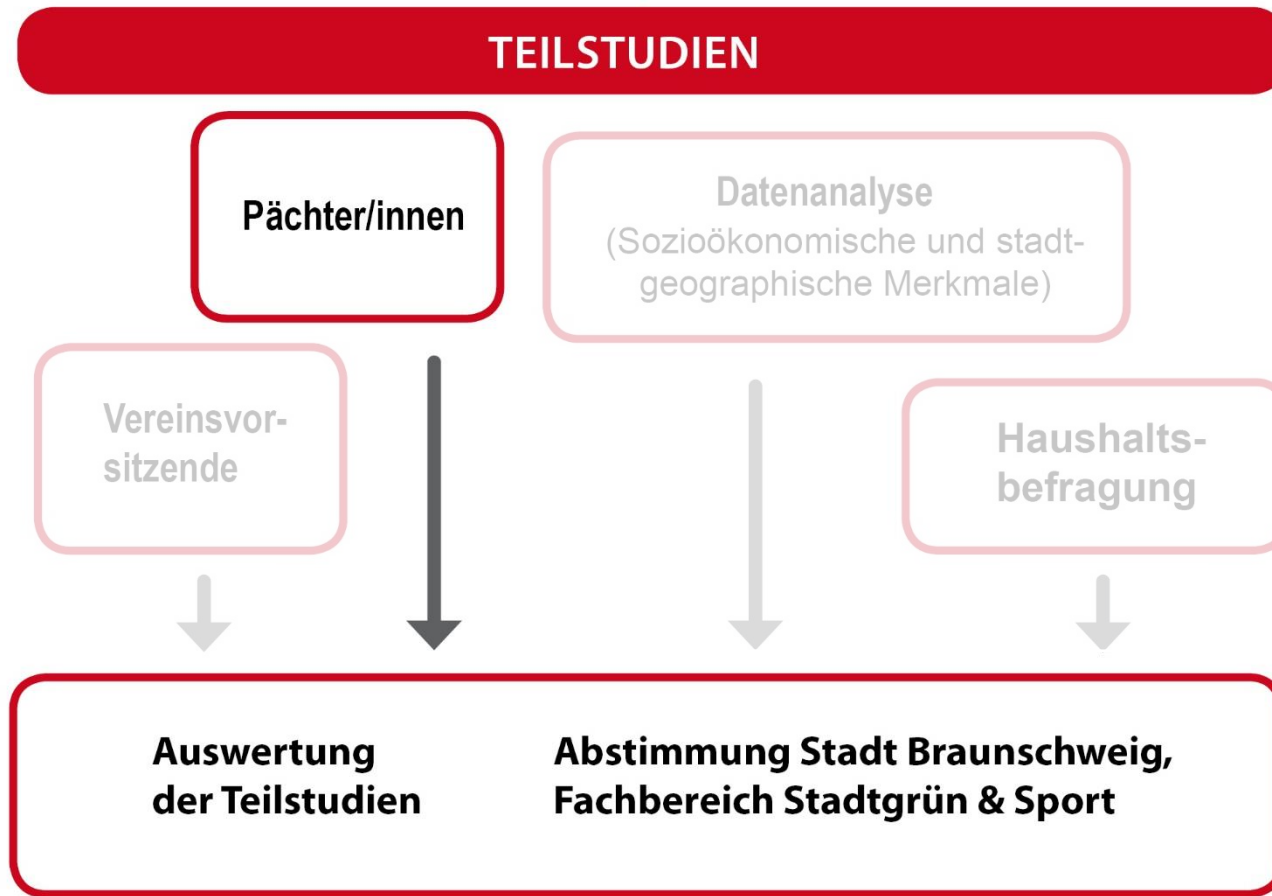 TEILSTUDIEN
Pächter/innen
Datenanalyse
(Sozioökonomische und stadt-
geographische Merkmale)
Vereinsvor-
sitzende
Haushalts-
befragung
Auswertung
der Teilstudien
Abstimmung Stadt Braunschweig,
Fachbereich Stadtgrün & Sport